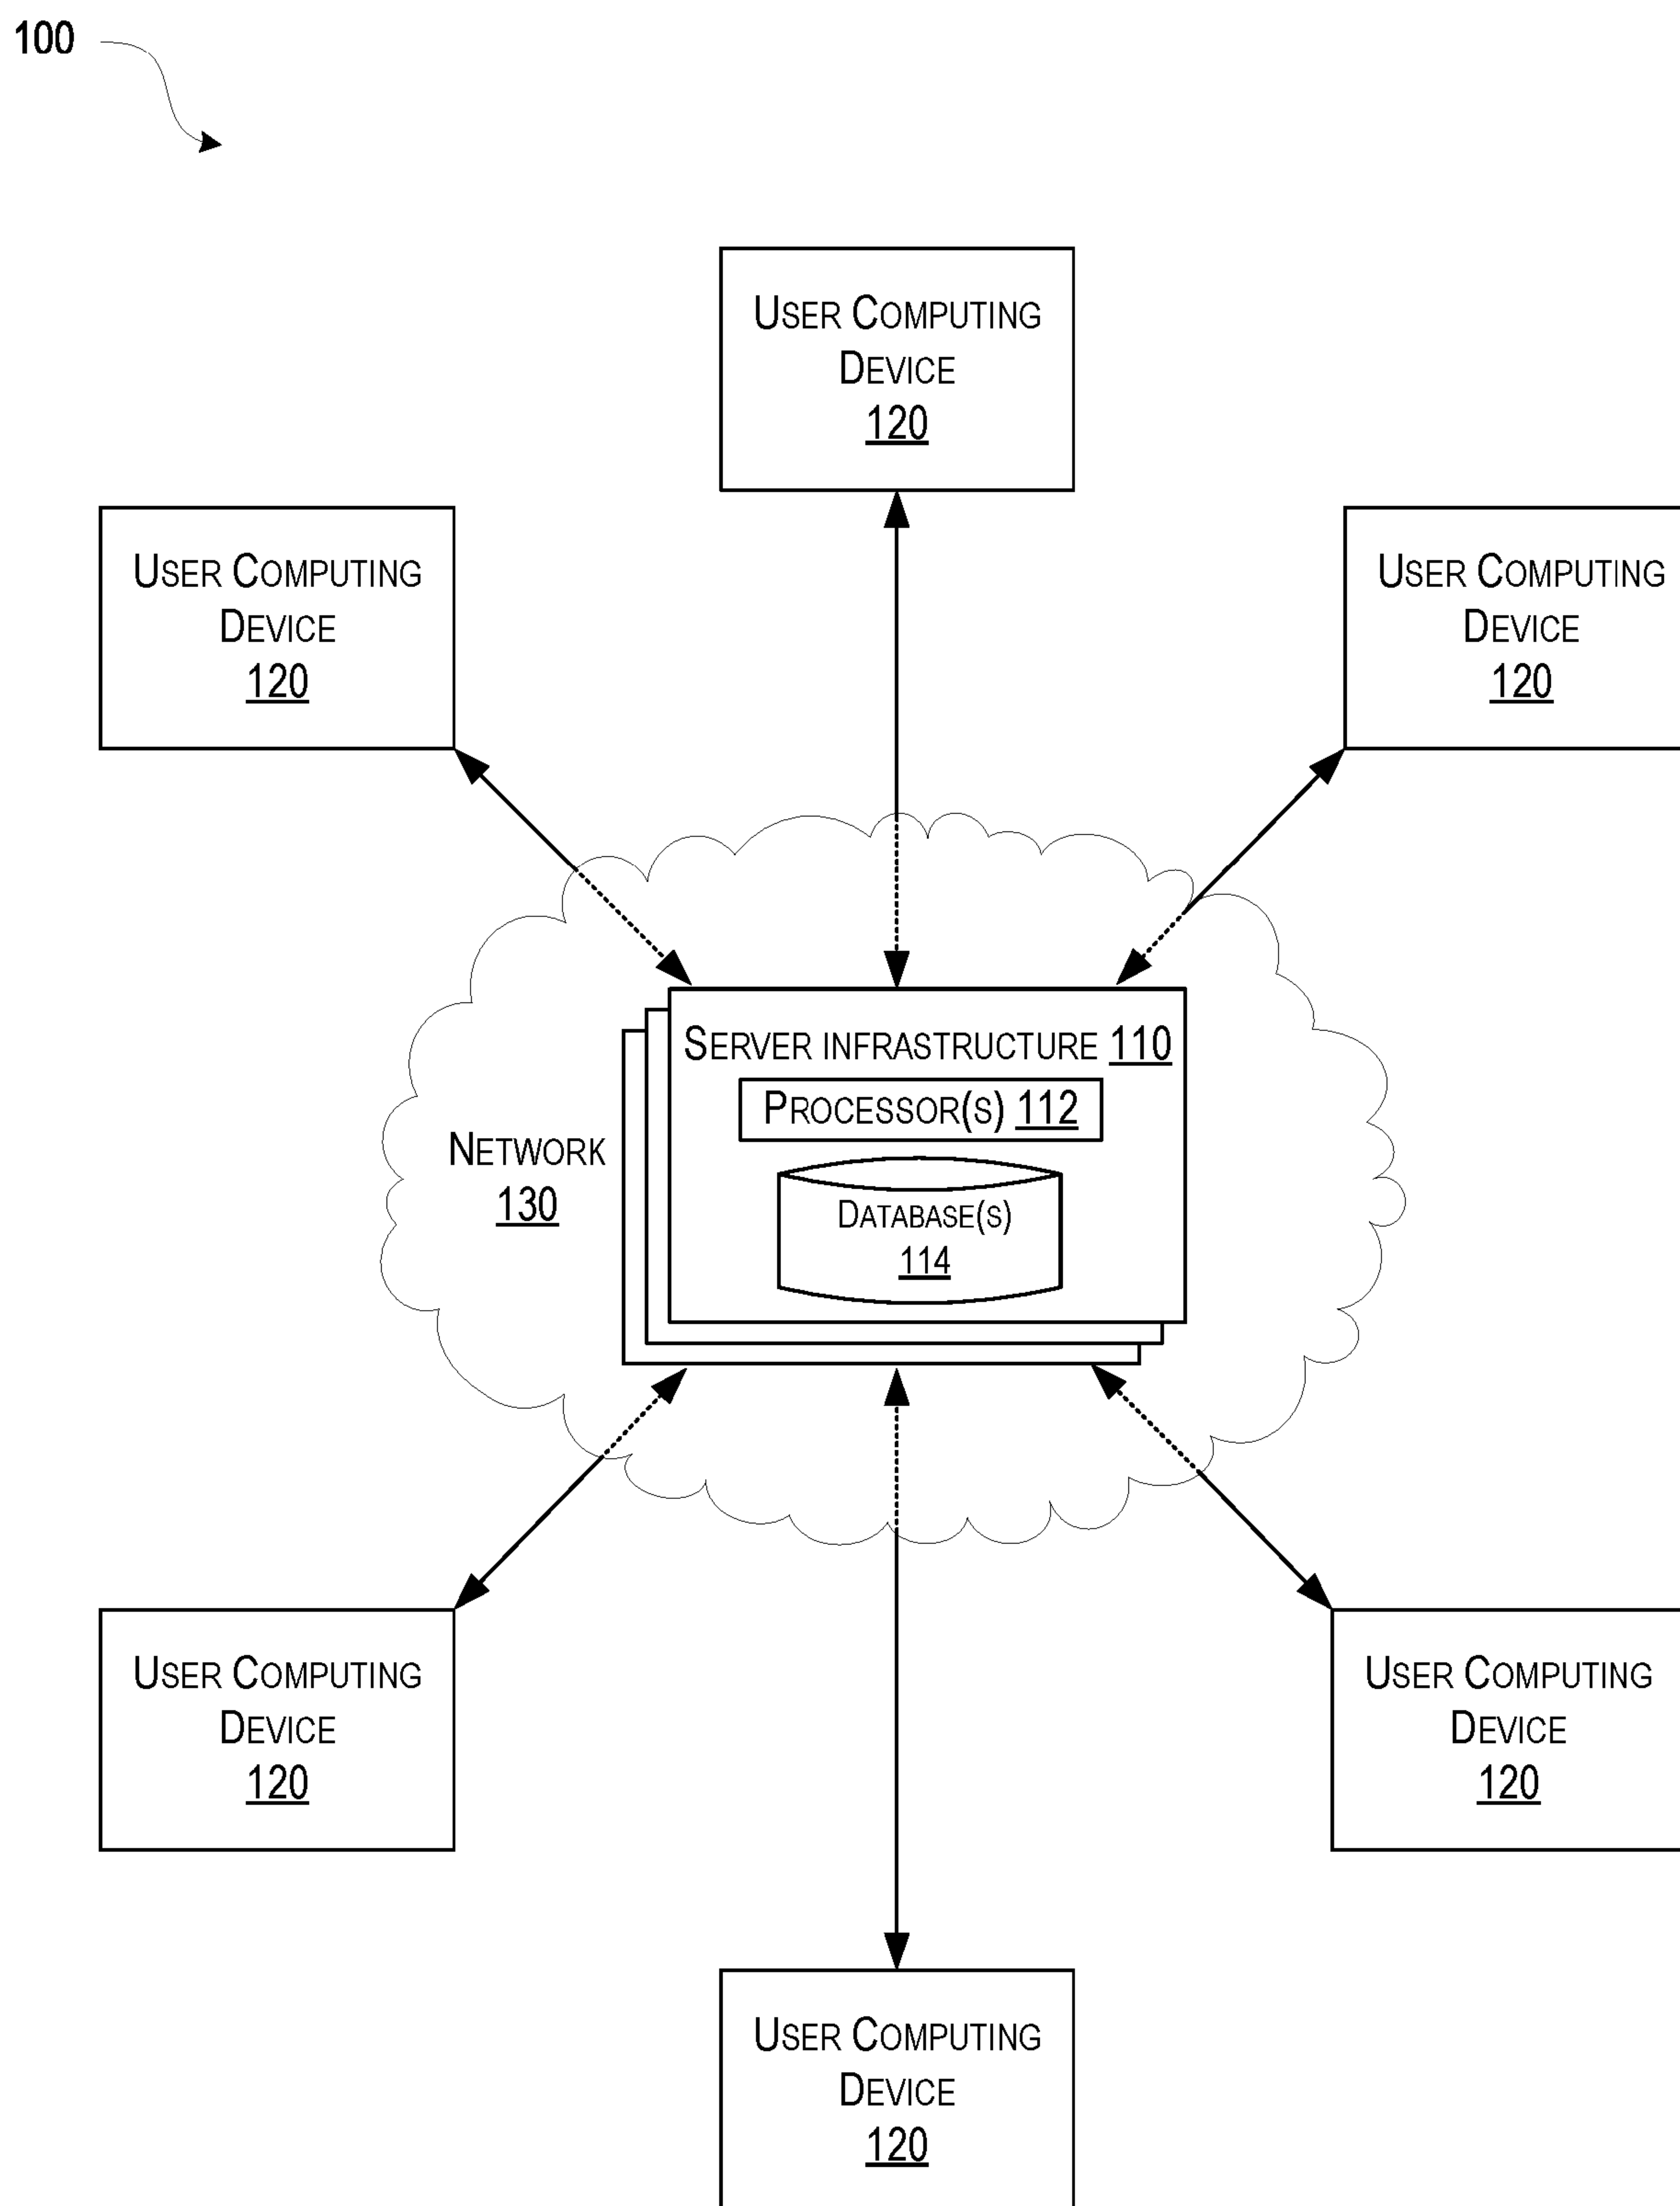 100
User Computing
Device
120
User Computing
Device
120
User Computing
Device
120
Server infrastructure 110
Processor(s) 112
Network
130
Database(s)
114
User Computing
Device
120
User Computing
Device
120
User Computing
Device
120